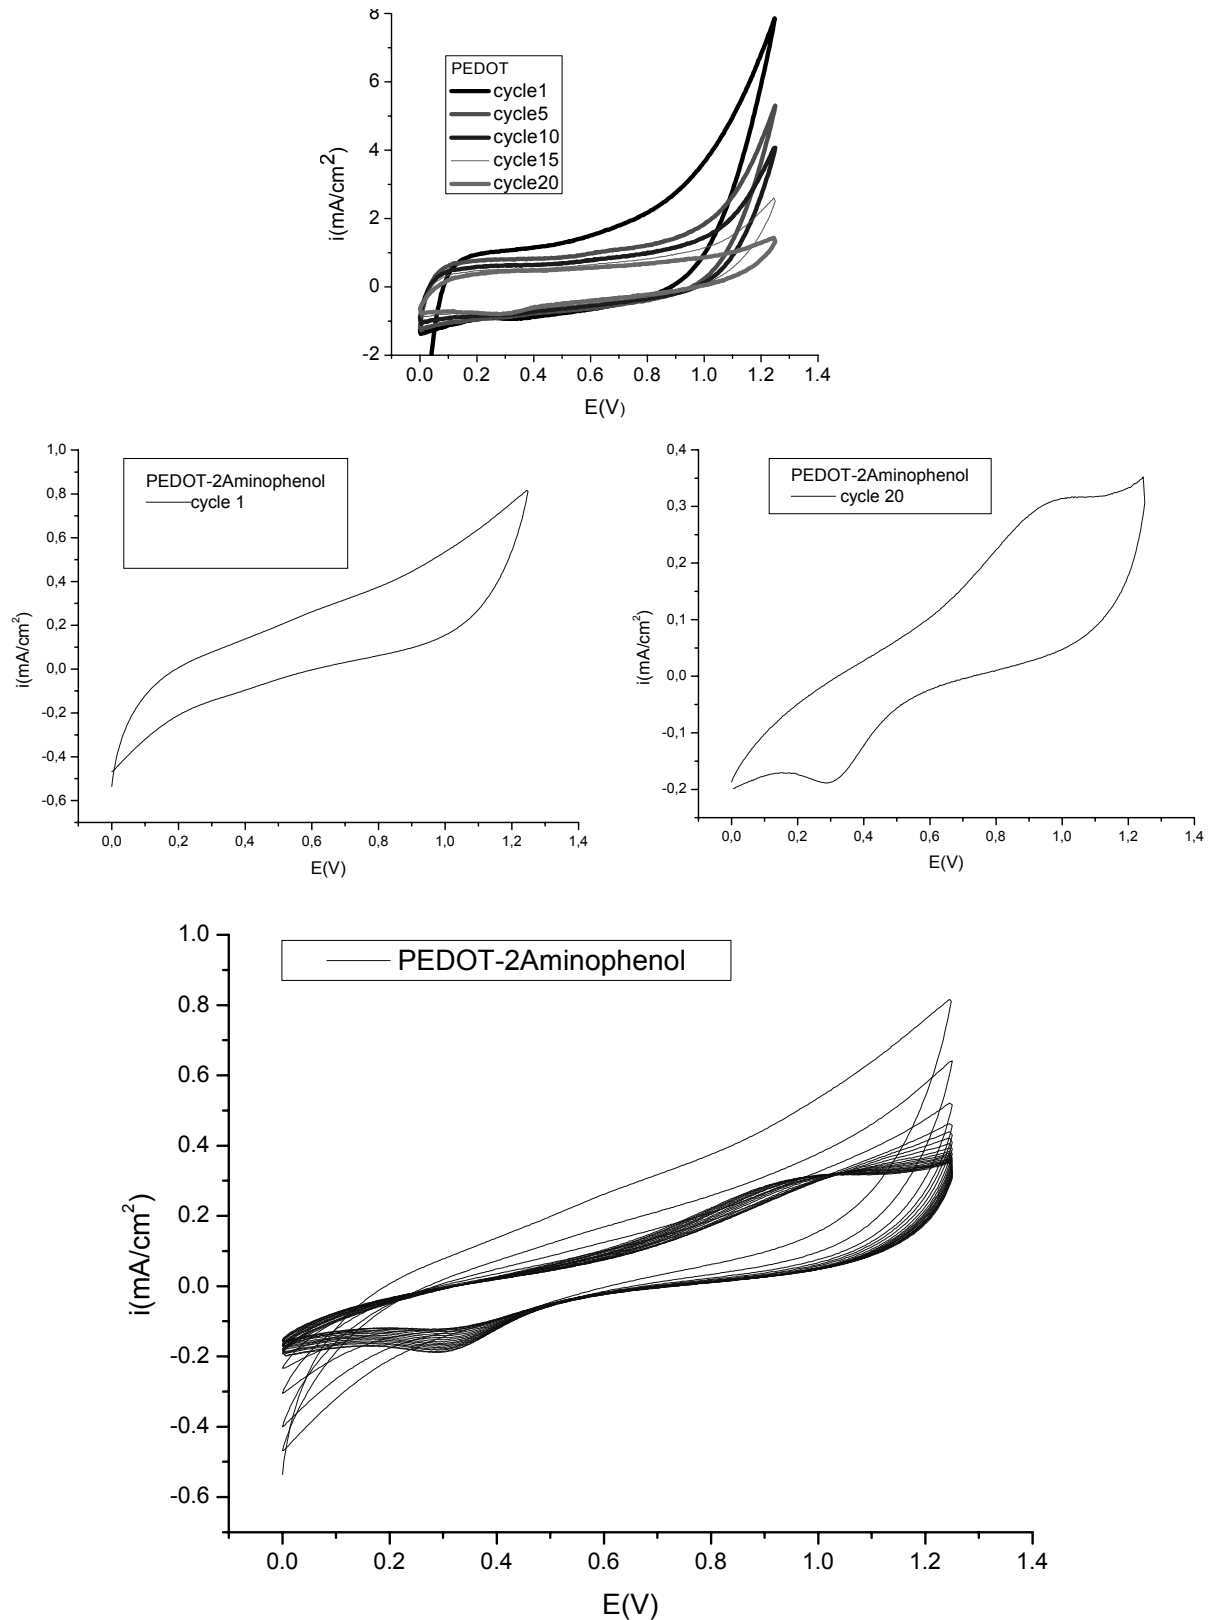 8
6
4
2
0
-2
i(mA/cm2)
PEDOT
cycle1
cycle5
cycle10
cycle15
cycle20
0.0 0.2 0.4 0.6 0.8 1.0 1.2 1.4
E(V)
1,0
0,8
0,6
0,4
0,2
0,0
-0,2
-0,4
-0,6
i(mA/cm2)
PEDOT-2Aminophenol
cycle 1
0,0 0,2 0,4 0,6 0,8 1,0 1,2 1,4
E(V)
0,4
0,3
0,2
0,1
0,0
-0,1
-0,2
i(mA/cm2)
PEDOT-2Aminophenol
cycle 20
0,0 0,2 0,4 0,6 0,8 1,0 1,2 1,4
E(V)
1.0
0.8
0.6
0.4
0.2
0.0
-0.2
-0.4
-0.6
i(mA/cm2)
PEDOT-2Aminophenol
0.0 0.2 0.4 0.6 0.8 1.0 1.2 1.4
E(V)